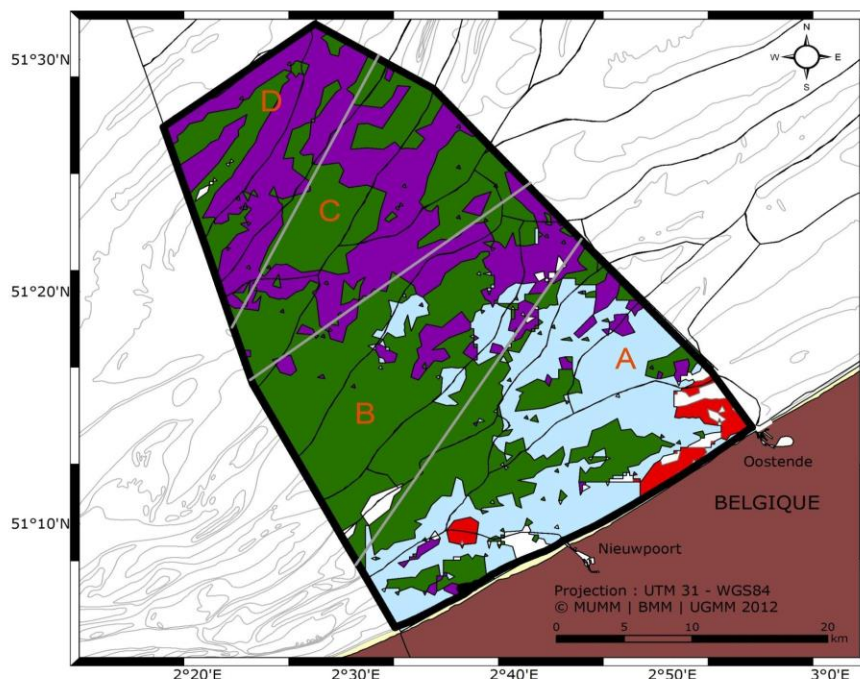 51°30'N
51°20'N
51°10'N
N
W E
S
D
C
A
B
Oostende
BELGIQUE
Nieuwpoort
Projection : UTM 31 - WGS84
© MUMM | BMM | UGMM 2012
0 5 10 20
km
2°20'E 2°30'E 2°40'E 2°50'E 3°0'E